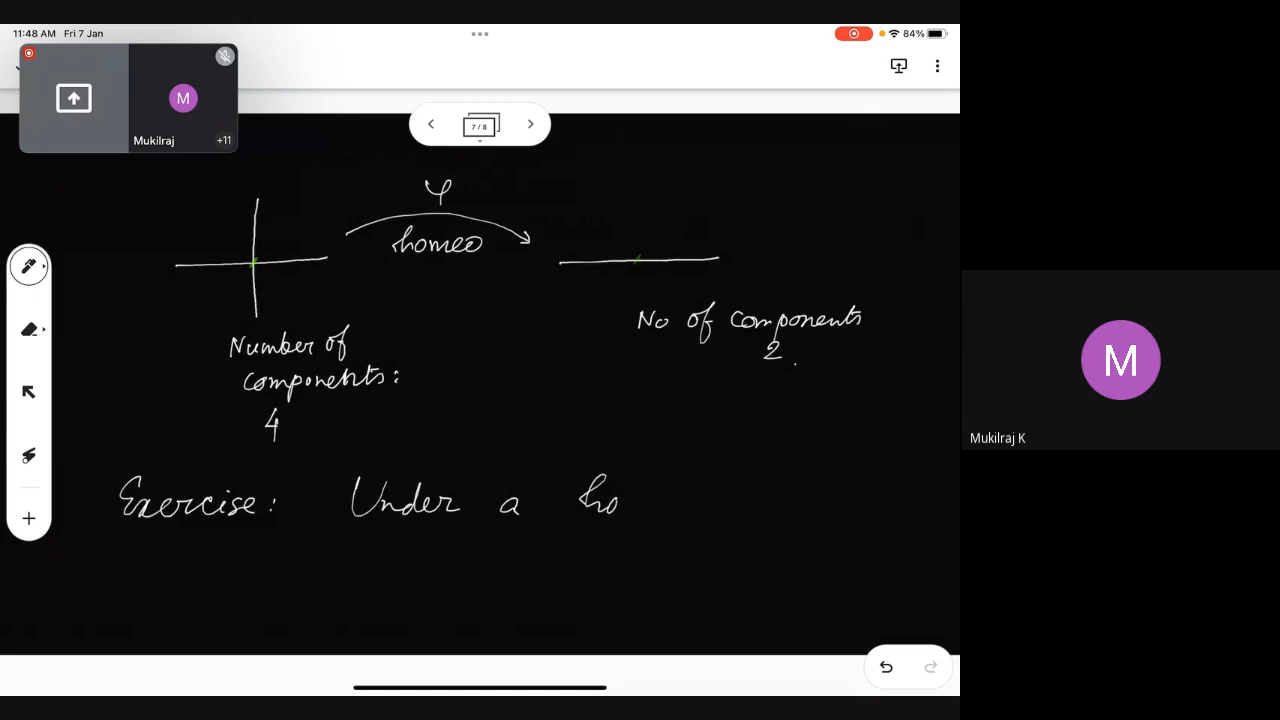 11:48 AM Fri 7 Jan
84%
M
Mukilraj
+11
7 / 8
φ
homeo
No of components
2
Number of
components:
4
Exercise: Under a ho
M
Mukilraj K